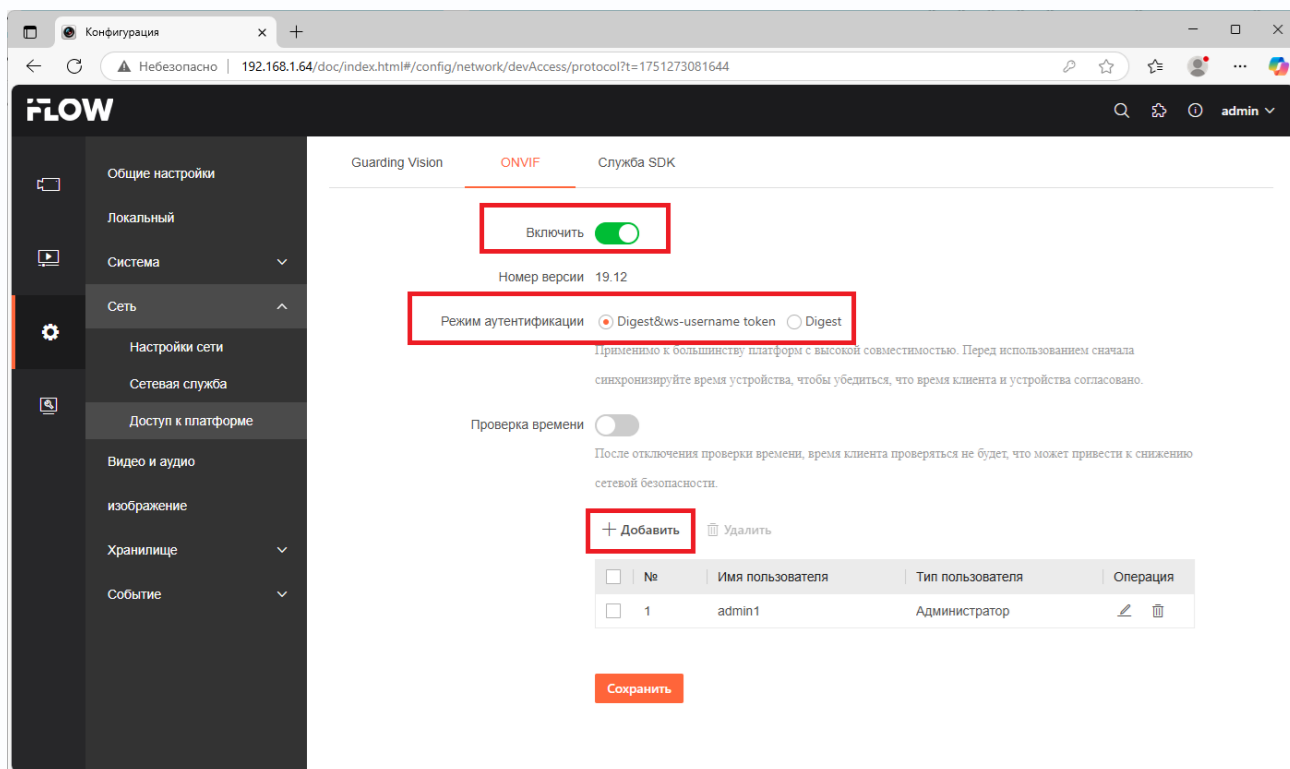 Конфигурация
Небезопасно 192.168.1.64/doc/index.html#/config/network/devAccess/protocol?t=1751273081644
iFLOW
admin
Общие настройки
Локальный
Система
Сеть
Настройки сети
Сетевая служба
Доступ к платформе
Видео и аудио
изображение
Хранилище
Событие
Guarding Vision ONVIF Служба SDK
Включить
Номер версии 19.12
Режим аутентификации Digest&ws-username token Digest
Применимо к большинству платформ с высокой совместимостью. Перед использованием сначала
синхронизируйте время устройства, чтобы убедиться, что время клиента и устройства согласовано.
Проверка времени
После отключения проверки времени, время клиента проверяться не будет, что может привести к снижению
сетевой безопасности.
+ Добавить Удалить
№ Имя пользователя Тип пользователя Операция
1 admin1 Администратор
Сохранить